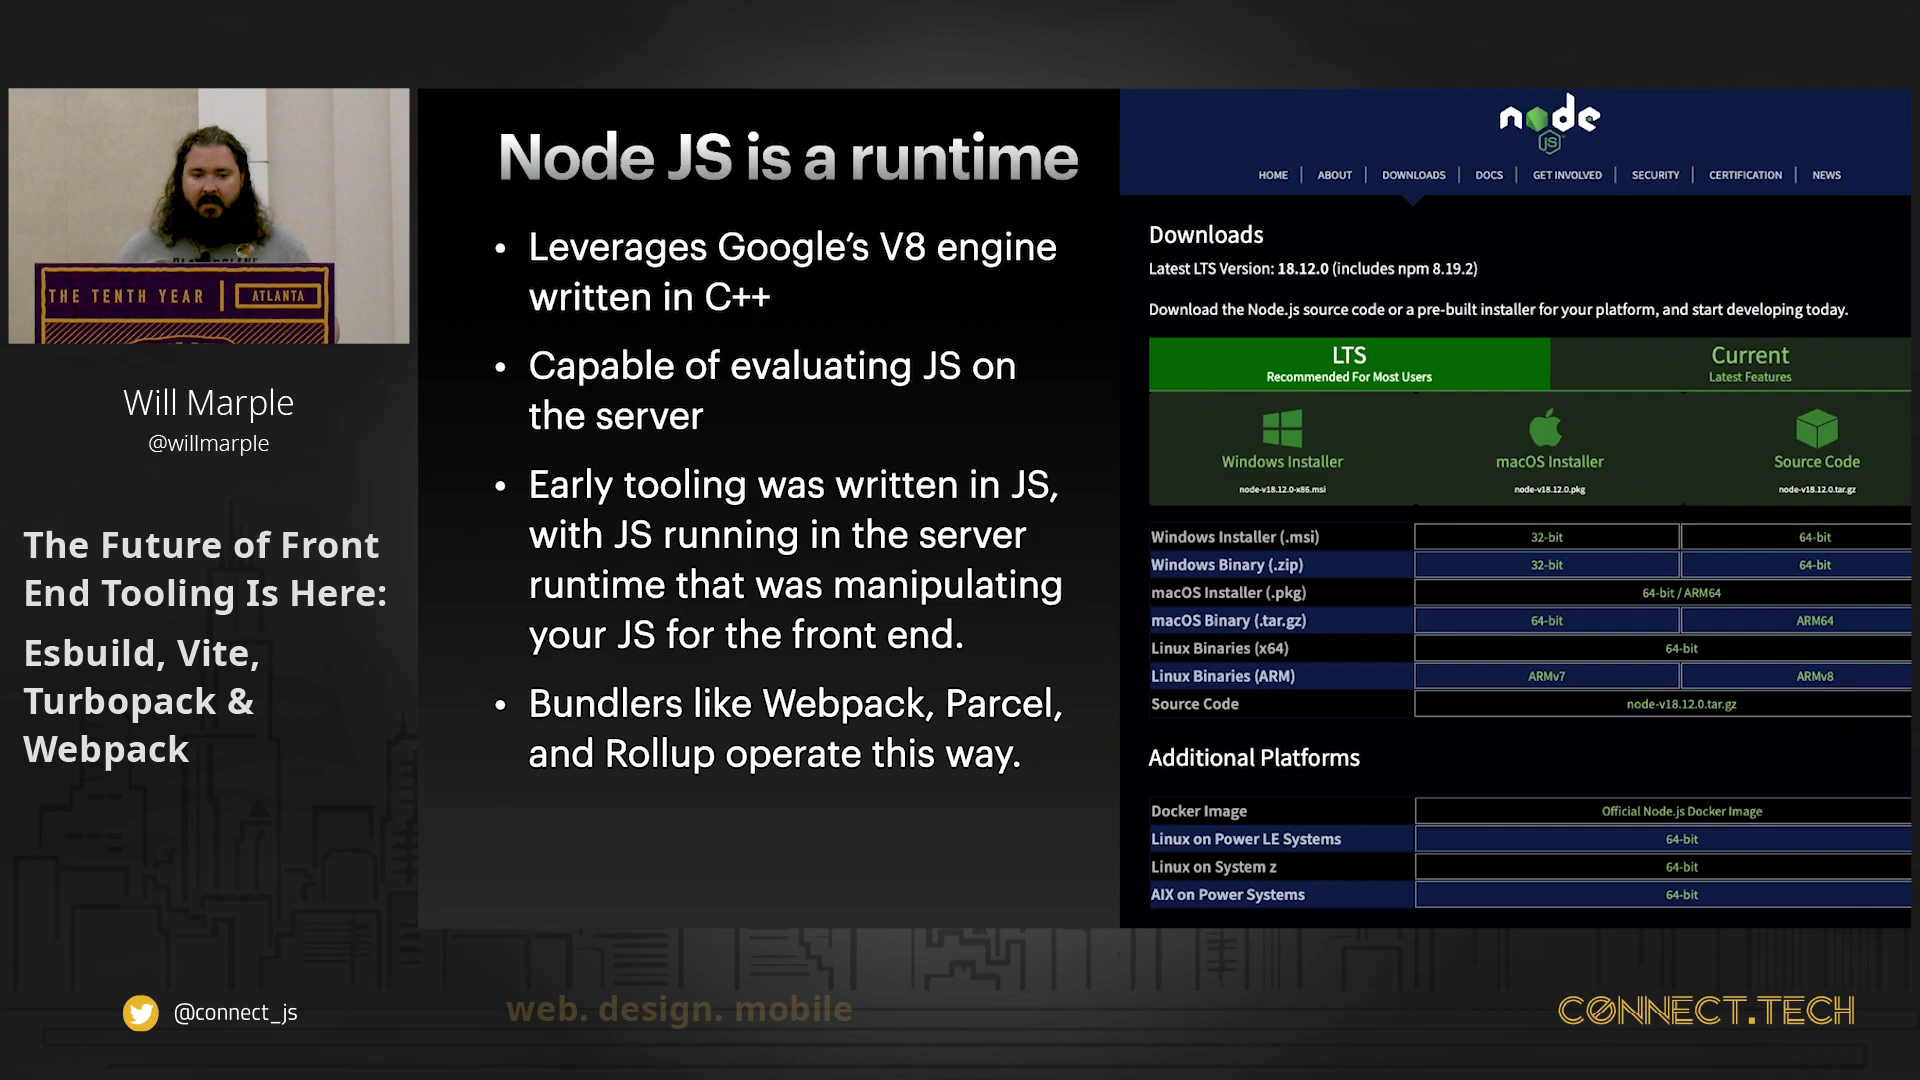 THE TENTH YEAR | ATLANTA
Will Marple
@willmarple
The Future of Front
End Tooling Is Here:
Esbuild, Vite,
Turbopack &
Webpack
Node JS is a runtime
• Leverages Google's V8 engine
written in C++
• Capable of evaluating JS on
the server
• Early tooling was written in JS,
with JS running in the server
runtime that was manipulating
your JS for the front end.
• Bundlers like Webpack, Parcel,
and Rollup operate this way.
node
JS
HOME | ABOUT | DOWNLOADS | DOCS | GET INVOLVED | SECURITY | CERTIFICATION | NEWS
Downloads
Latest LTS Version: 18.12.0 (includes npm 8.19.2)
Download the Node.js source code or a pre-built installer for your platform, and start developing today.
LTS
Recommended For Most Users
Current
Latest Features
Windows Installer
node-v18.12.0-x86.msi
macOS Installer
node-v18.12.0.pkg
Source Code
node-v18.12.0.tar.gz
Windows Installer (.msi) 32-bit 64-bit
Windows Binary (.zip) 32-bit 64-bit
macOS Installer (.pkg) 64-bit / ARM64
macOS Binary (.tar.gz) 64-bit ARM64
Linux Binaries (x64) 64-bit
Linux Binaries (ARM) ARMv7 ARMv8
Source Code node-v18.12.0.tar.gz
Additional Platforms
Docker Image Official Node.js Docker Image
Linux on Power LE Systems 64-bit
Linux on System z 64-bit
AIX on Power Systems 64-bit
@connect_js
web. design. mobile
CONNECT.TECH